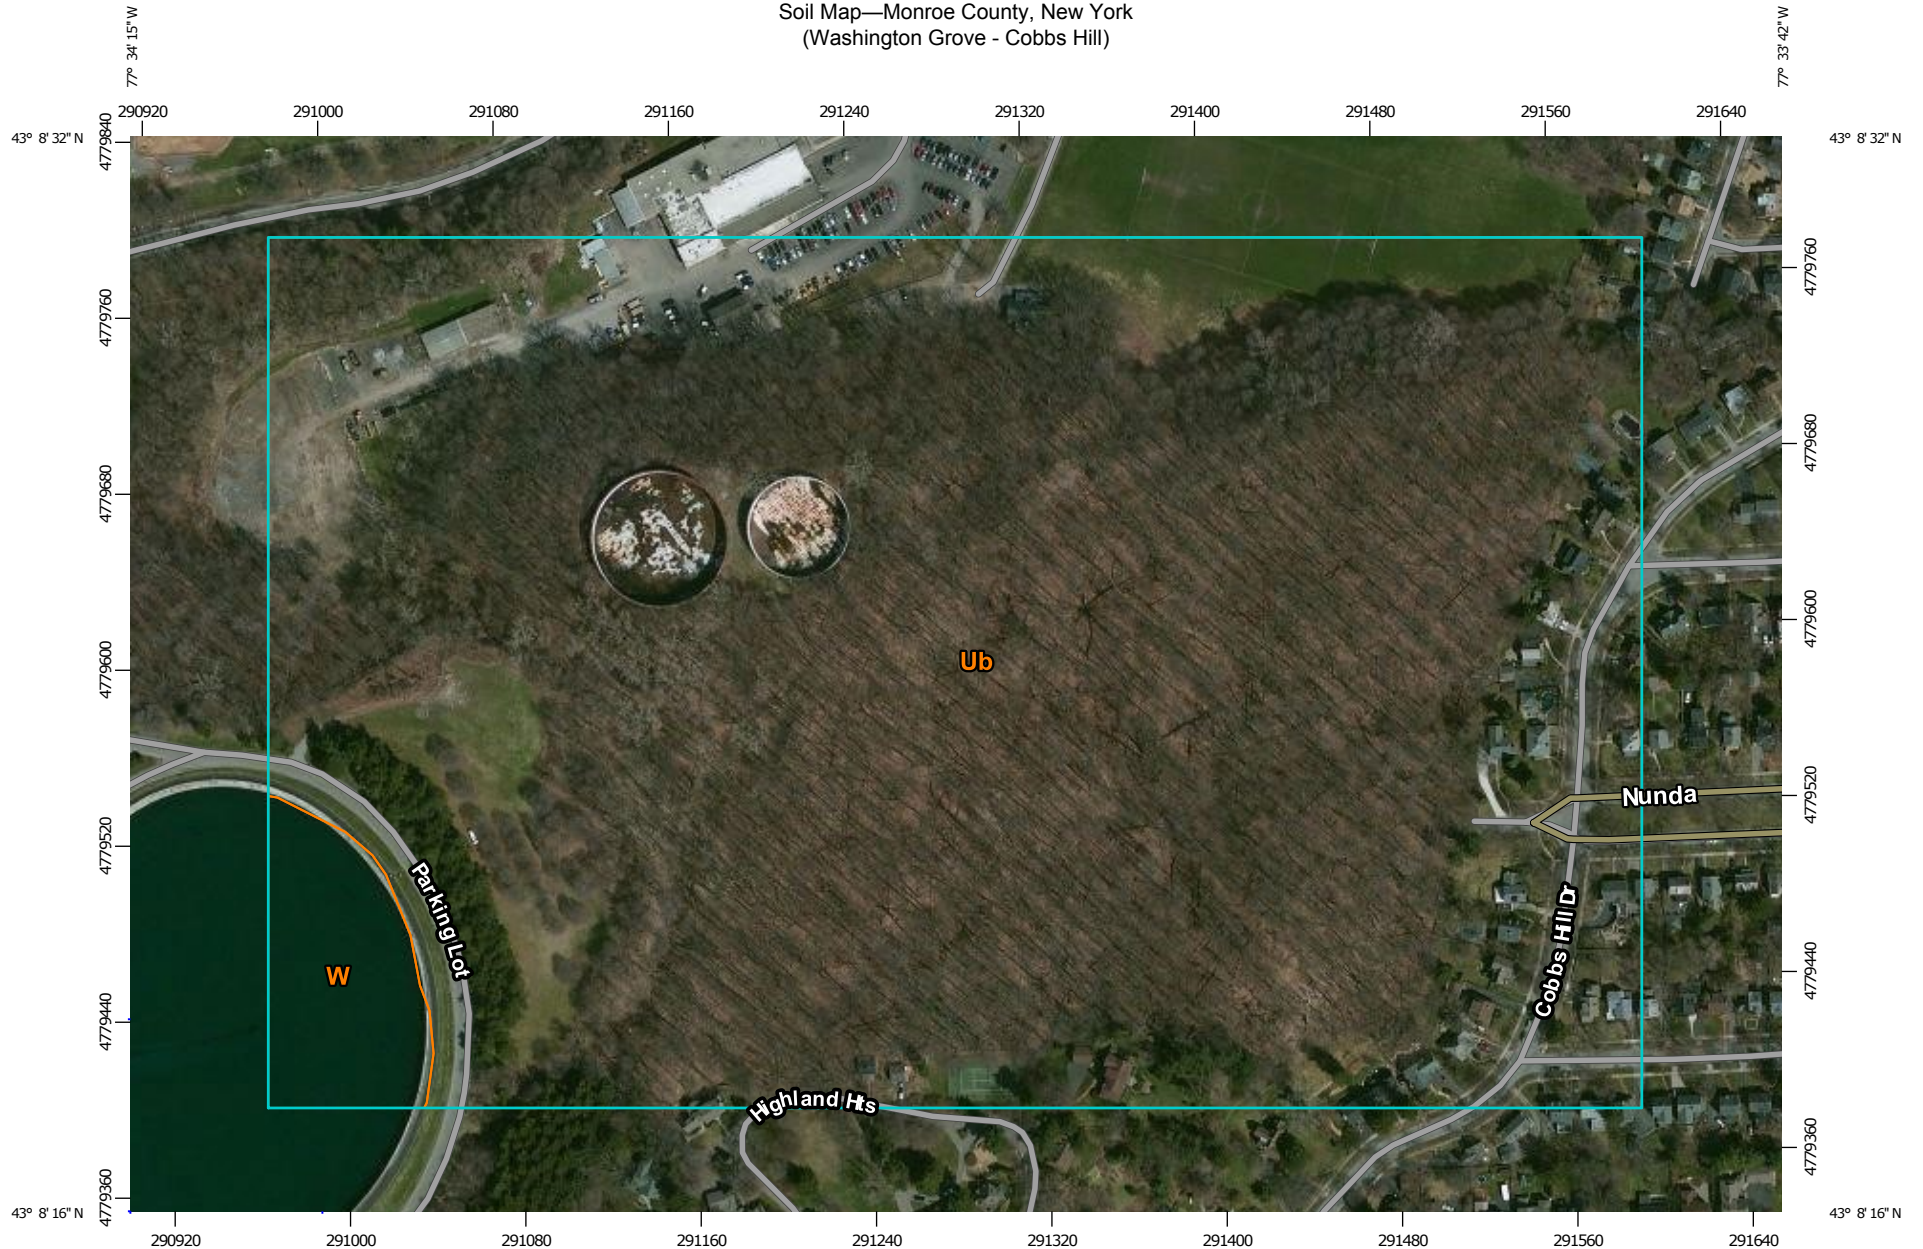 Soil Map—Monroe County, New York
(Washington Grove - Cobbs Hill)
77° 34' 15" W
77° 33' 42" W
290920 291000 291080 291160 291240 291320 291400 291480 291560 291640
43° 8' 32" N
43° 8' 32" N
4779840
4779760
4779680
4779600
4779520
4779440
4779360
4779760
4779680
4779600
4779520
4779440
4779360
Ub
Nunda
Parking Lot
Cobbs Hill Dr
W
Highland Hts
43° 8' 16" N
43° 8' 16" N
290920 291000 291080 291160 291240 291320 291400 291480 291560 291640